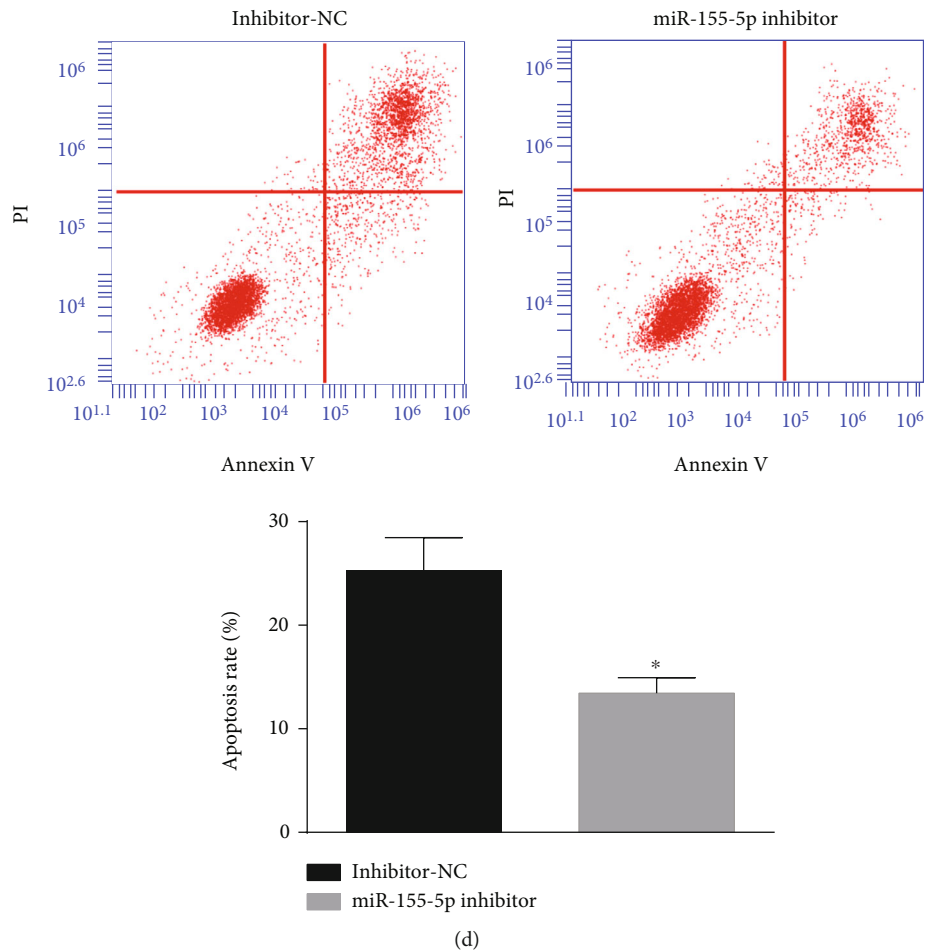 Inhibitor-NC
miR-155-5p inhibitor
10^6
10^6
10^5
10^4
10^2.6
PI
10^1.1 10^2 10^3 10^4 10^5 10^6 10^6
Annexin V
10^6
10^6
10^5
10^4
10^2.6
PI
10^1.1 10^2 10^3 10^4 10^5 10^6 10^6
Annexin V
30
20
10
0
Apoptosis rate (%)
*
Inhibitor-NC
miR-155-5p inhibitor
(d)